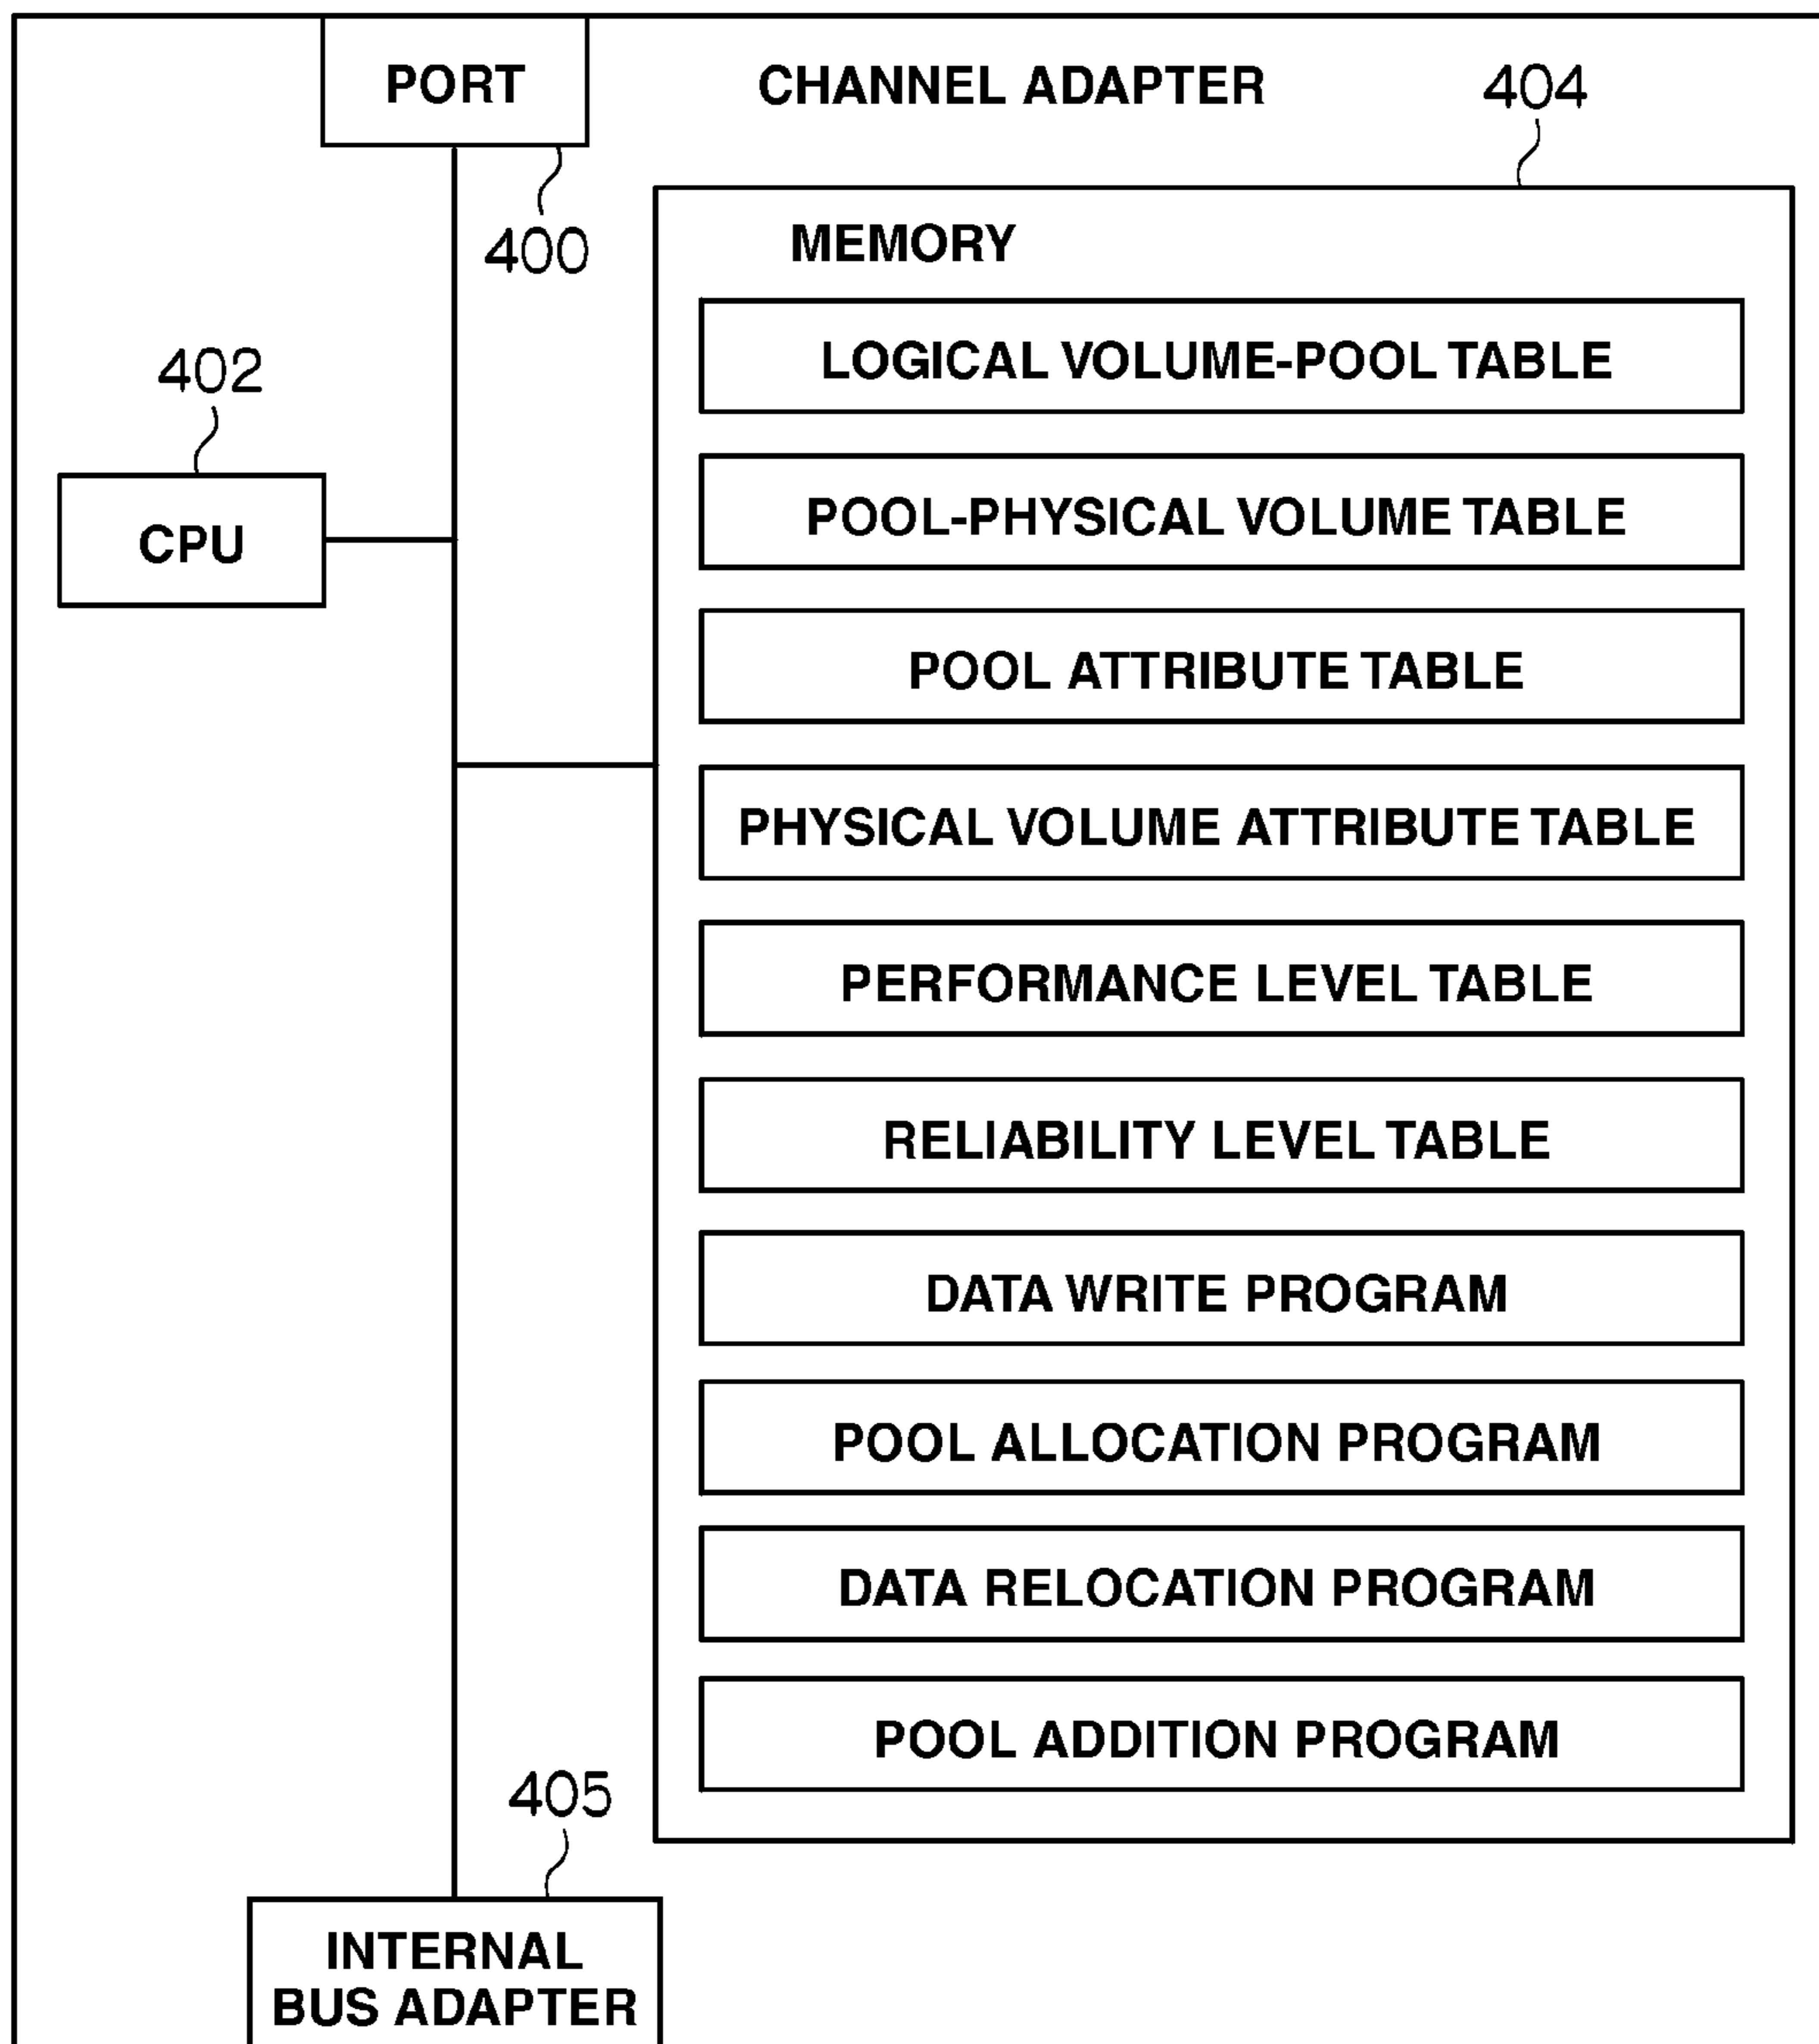 PORT
CHANNEL ADAPTER
404
400
MEMORY
LOGICAL VOLUME-POOL TABLE
402
POOL-PHYSICAL VOLUME TABLE
CPU
POOL ATTRIBUTE TABLE
PHYSICAL VOLUME ATTRIBUTE TABLE
PERFORMANCE LEVEL TABLE
RELIABILITY LEVEL TABLE
DATA WRITE PROGRAM
POOL ALLOCATION PROGRAM
DATA RELOCATION PROGRAM
POOL ADDITION PROGRAM
405
INTERNAL
BUS ADAPTER